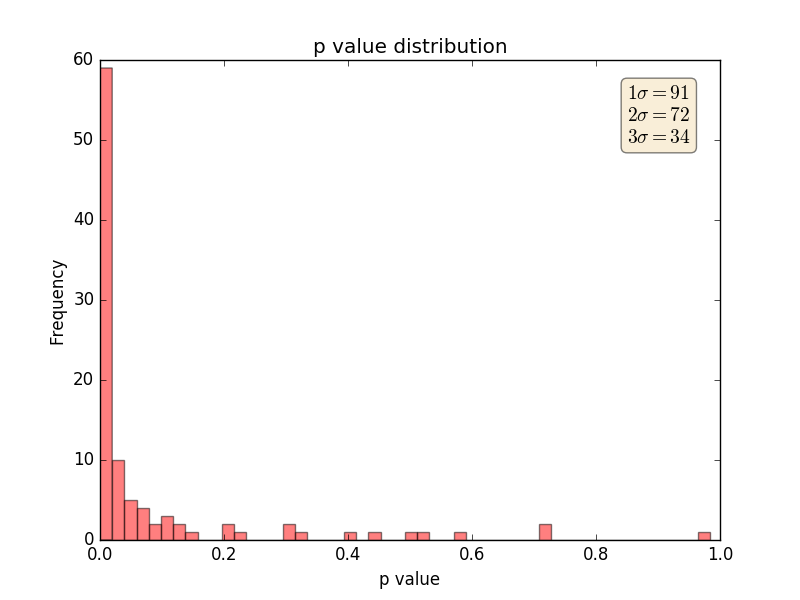 p value distribution
60
50
40
30
20
10
0
Frequency
1σ = 91
2σ = 72
3σ = 34
0.0 0.2 0.4 0.6 0.8 1.0
p value